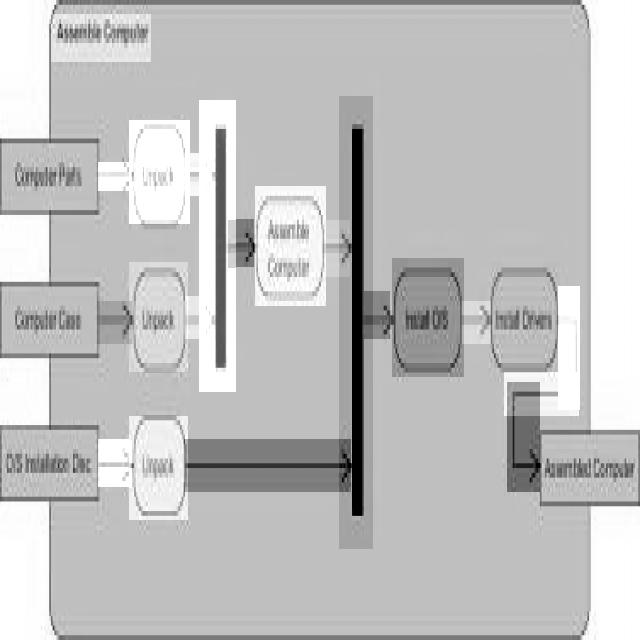 Assemble Computer
Computer Parts
Unpack
Assemble
Computer
Computer Case
Unpack
Install O/S
Install Drivers
O/S Installation Disc
Unpack
Assembled Computer